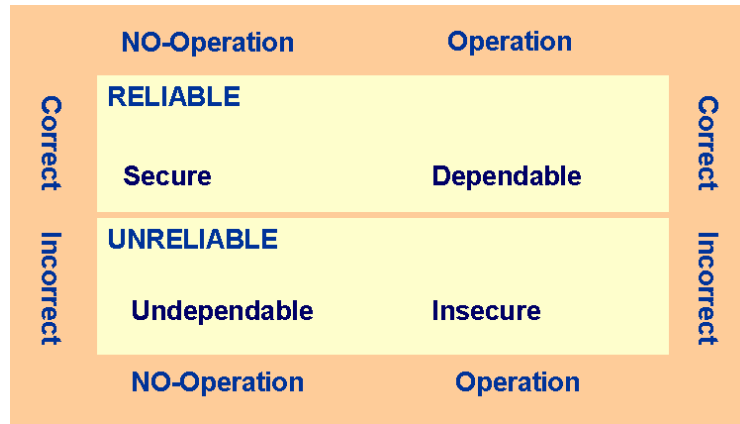 NO-Operation Operation
Correct
RELIABLE
Correct
Secure Dependable
Incorrect
UNRELIABLE
Incorrect
Undependable Insecure
NO-Operation Operation